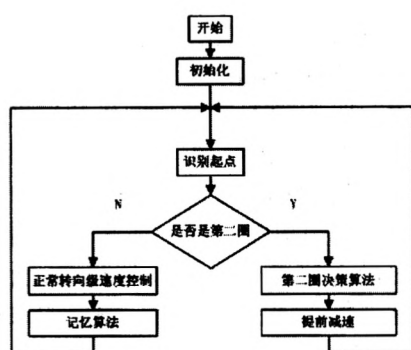 开始
初始化
识别起点
N
Y
是否是第二圈
正常转向级速度控制
第二圈决策算法
记忆算法
提前减速